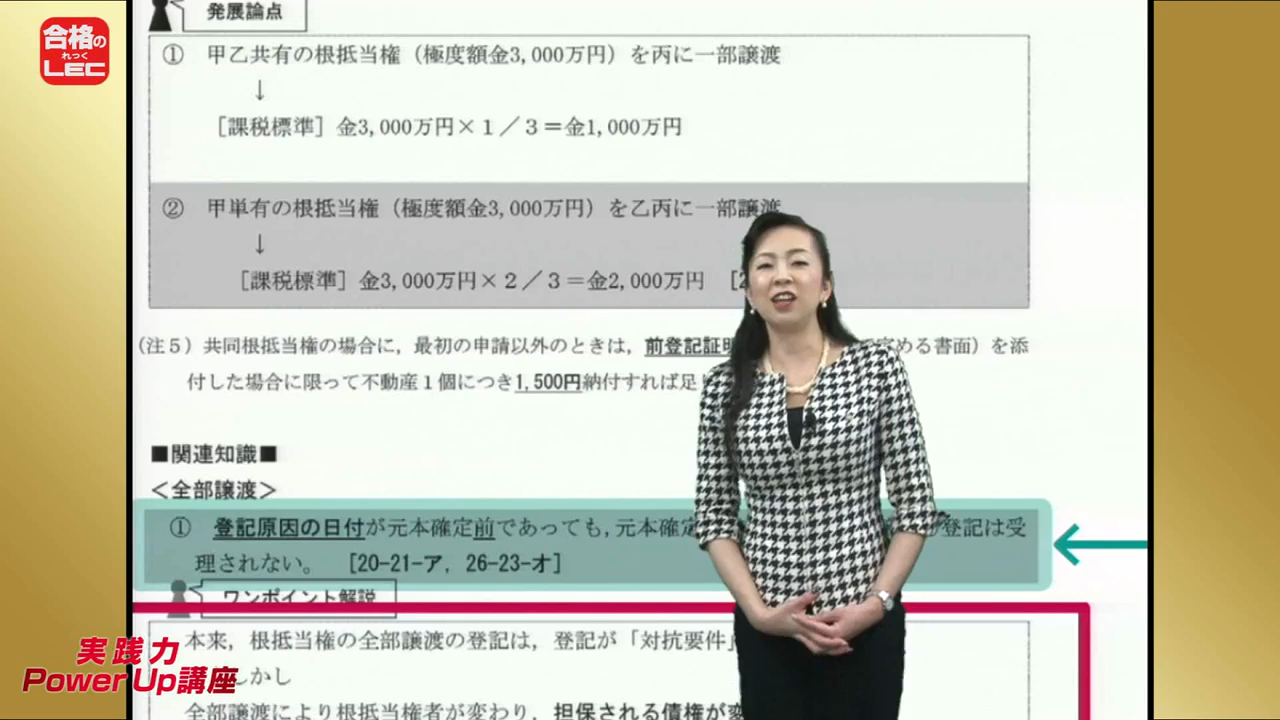 合格の
れっく
LEC
発展論点
① 甲乙共有の根抵当権（極度額金3,000万円）を丙に一部譲渡
↓
［課税標準］金3,000万円×１／３＝金1,000万円
② 甲単有の根抵当権（極度額金3,000万円）を乙丙に一部譲渡
↓
［課税標準］金3,000万円×２／３＝金2,000万円 ［2
（注５）共同根抵当権の場合に，最初の申請以外のときは，前登記証 定める書面）を添
付した場合に限って不動産１個につき1,500円納付すれば足
■関連知識■
＜全部譲渡＞
① 登記原因の日付が元本確定前であっても，元本確定 登記は受
理されない。 ［20-21-ア，26-23-オ］
ワンポイント解説
本来，根抵当権の全部譲渡の登記は，登記が「対抗要件」
しかし
全部譲渡により根抵当権者が変わり，担保される債権が変
実践力
Power Up講座